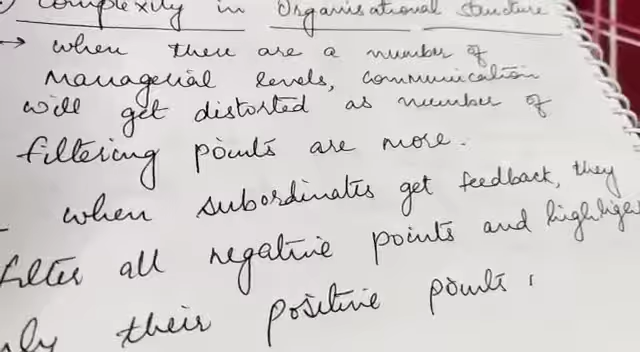 Complexity in Organisational Structure
→ when there are a number of
Managerial levels, communication
will get distorted as number of
filtering points are more.
when subordinates get feedback, they
filter all negative points and
their positive points,